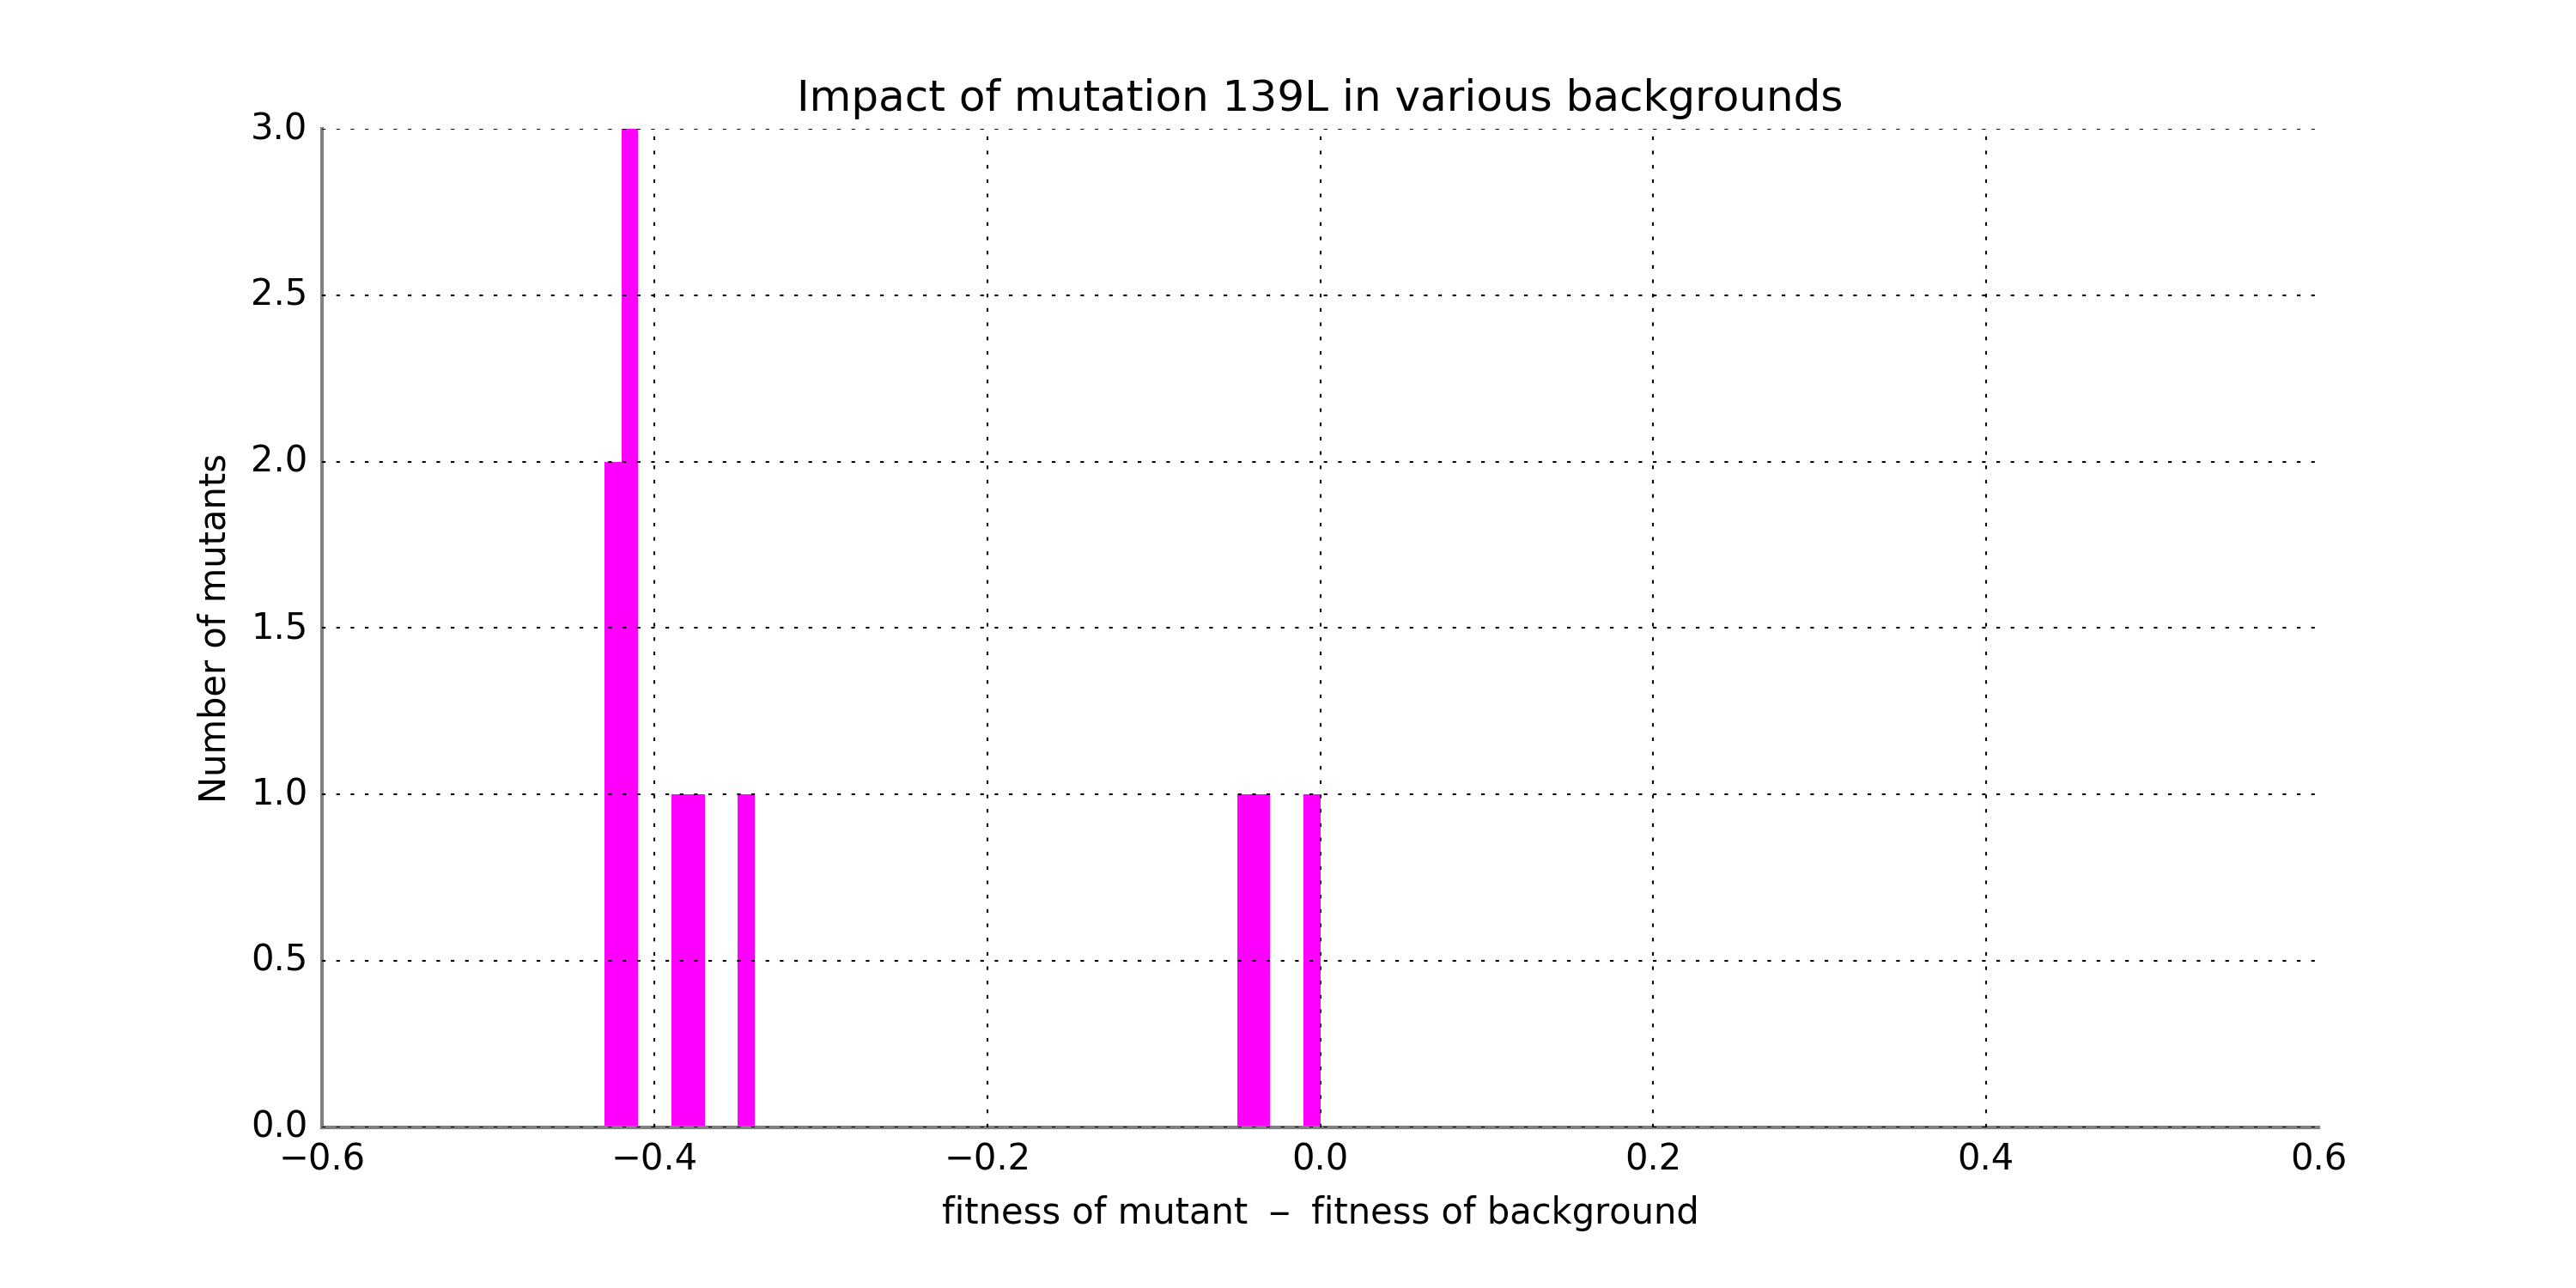 Impact of mutation 139L in various backgrounds
3.0
2.5
2.0
1.5
1.0
0.5
0.0
Number of mutants
−0.6 −0.4 −0.2 0.0 0.2 0.4 0.6
fitness of mutant − fitness of background